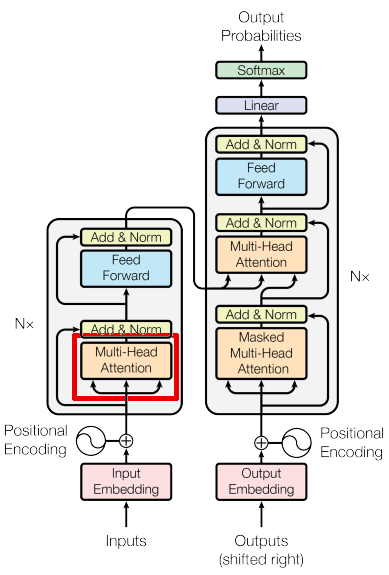 Output
Probabilities
Softmax
Linear
Add & Norm
Feed
Forward
Add & Norm
Multi-Head
Attention
Add & Norm
Masked
Multi-Head
Attention
N×
Add & Norm
Feed
Forward
Add & Norm
Multi-Head
Attention
N×
Positional
Encoding
Positional
Encoding
Input
Embedding
Output
Embedding
Inputs
Outputs
(shifted right)